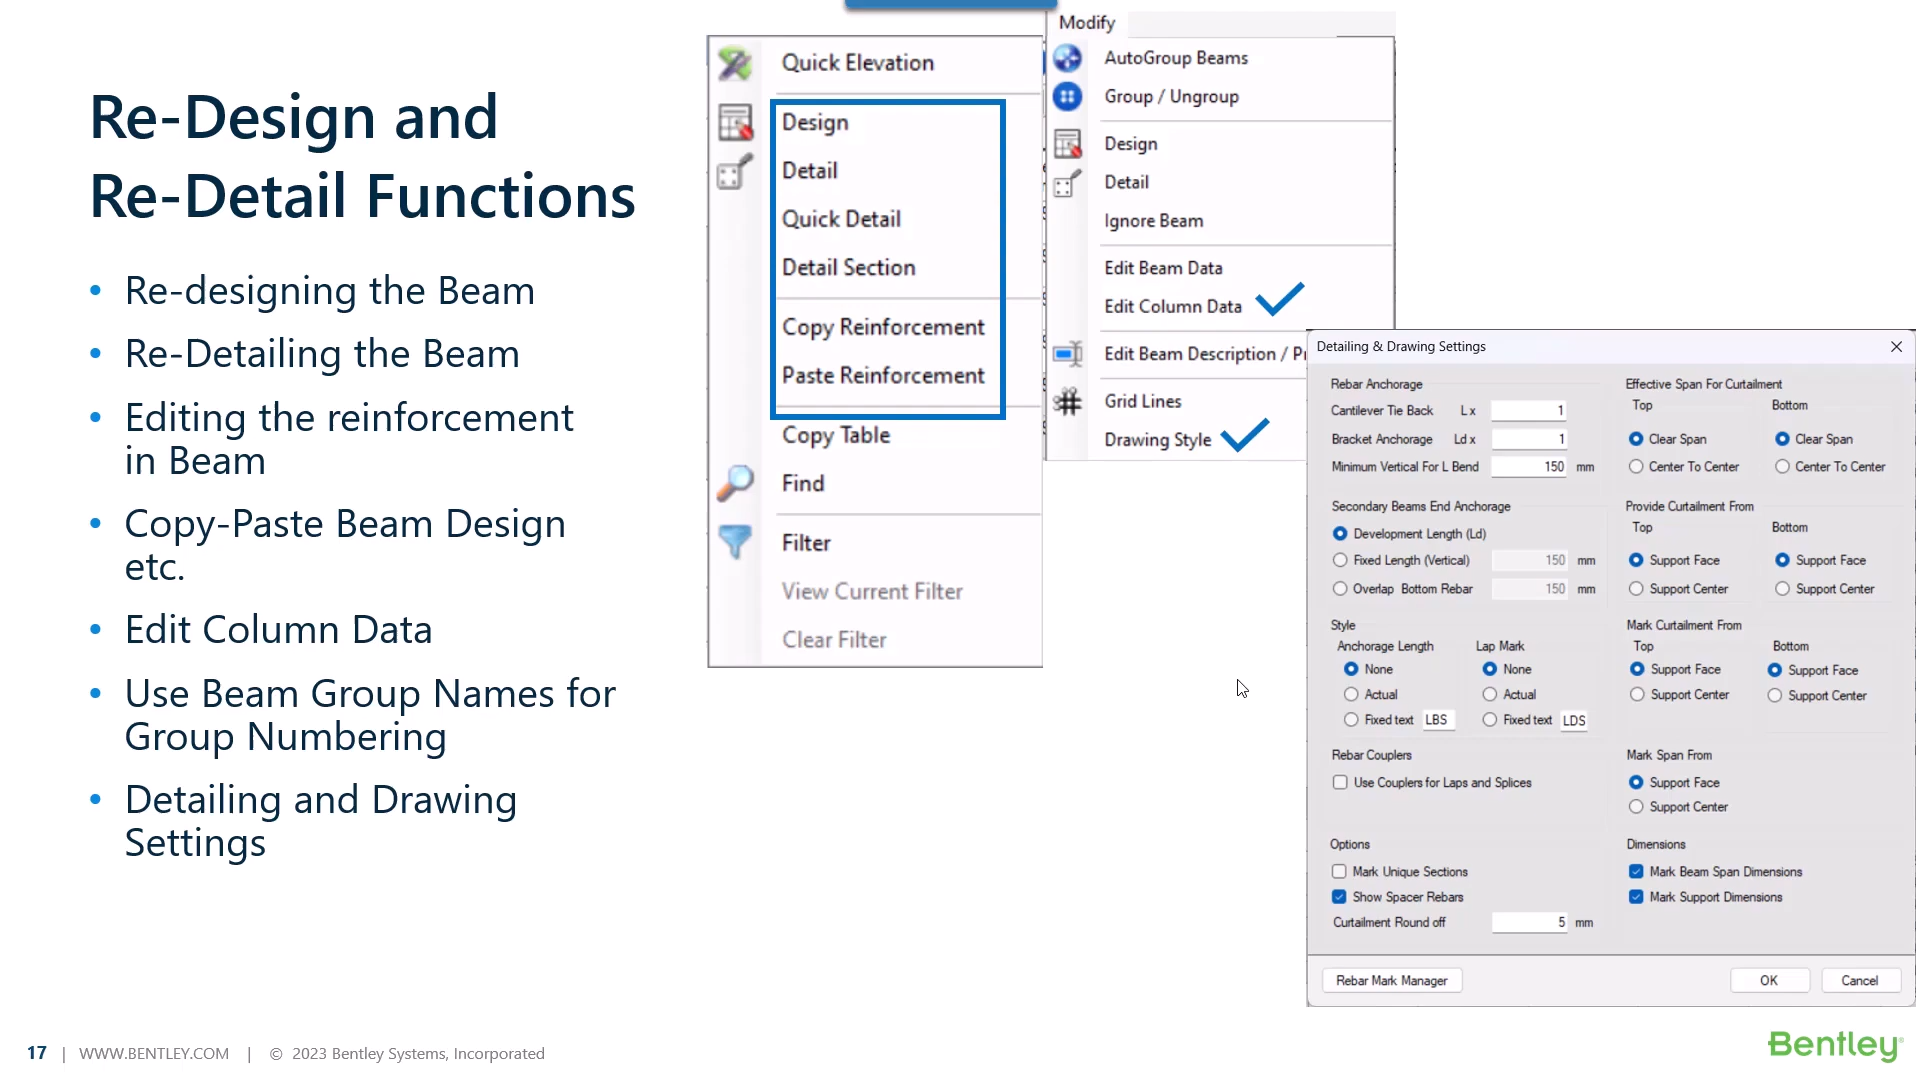 Re-Design and
Re-Detail Functions
• Re-designing the Beam
• Re-Detailing the Beam
• Editing the reinforcement
in Beam
• Copy-Paste Beam Design
etc.
• Edit Column Data
• Use Beam Group Names for
Group Numbering
• Detailing and Drawing
Settings
Quick Elevation
Design
Detail
Quick Detail
Detail Section
Copy Reinforcement
Paste Reinforcement
Copy Table
Find
Filter
View Current Filter
Clear Filter
Modify
AutoGroup Beams
Group / Ungroup
Design
Detail
Ignore Beam
Edit Beam Data
Edit Column Data
Edit Beam Description /
Grid Lines
Drawing Style
Detailing & Drawing Settings
Rebar Anchorage
Cantilever Tie Back L x 1
Bracket Anchorage Ld x 1
Minimum Vertical For L Bend 150 mm
Secondary Beams End Anchorage
Development Length (Ld)
Fixed Length (Vertical) 150 mm
Overlap Bottom Rebar 150 mm
Style
Anchorage Length Lap Mark
None None
Actual Actual
Fixed text LBS Fixed text LDS
Rebar Couplers
Use Couplers for Laps and Splices
Options
Mark Unique Sections
Show Spacer Rebars
Curtailment Round off 5 mm
Effective Span For Curtailment
Top Bottom
Clear Span Clear Span
Center To Center Center To Center
Provide Curtailment From
Top Bottom
Support Face Support Face
Support Center Support Center
Mark Curtailment From
Top Bottom
Support Face Support Face
Support Center Support Center
Mark Span From
Support Face
Support Center
Dimensions
Mark Beam Span Dimensions
Mark Support Dimensions
Rebar Mark Manager OK Cancel
17 | WWW.BENTLEY.COM | © 2023 Bentley Systems, Incorporated
Bentley®